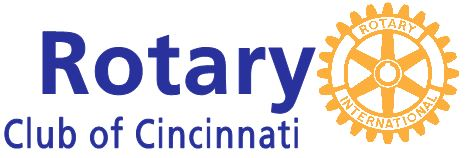 Rotary
Club of Cincinnati
ROTARY
INTERNATIONAL